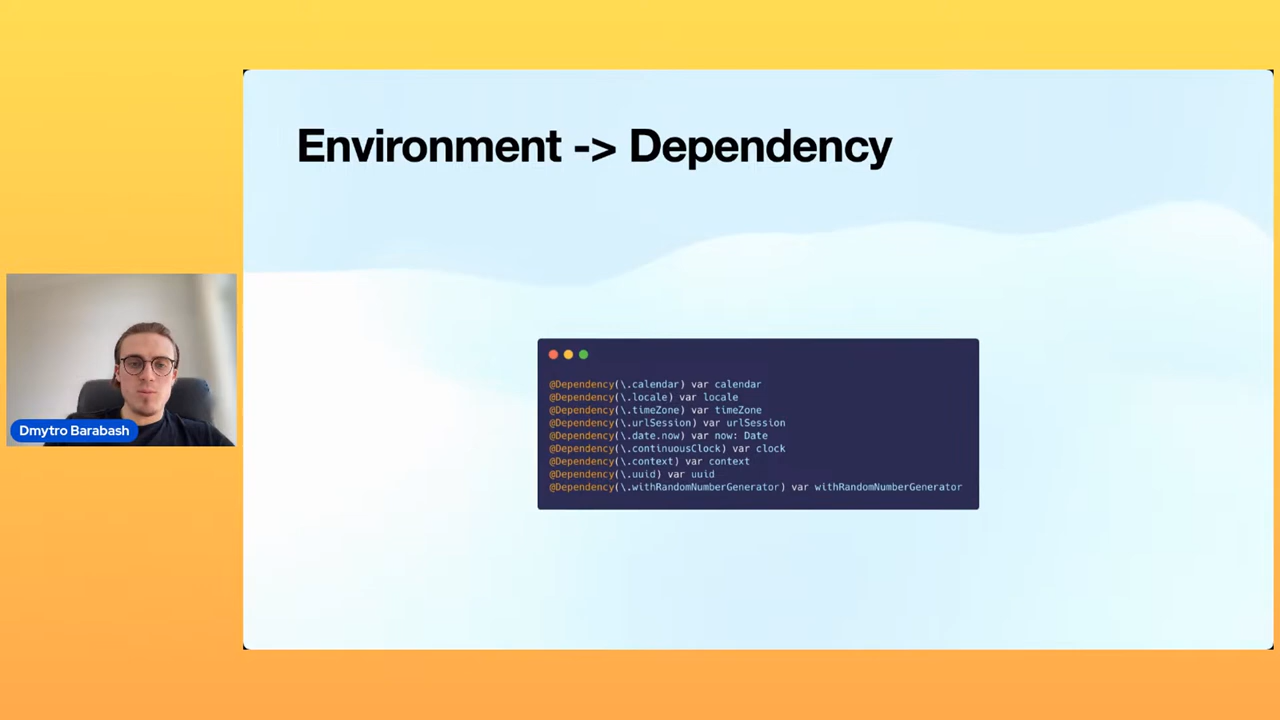 Environment -> Dependency
@Dependency(\.calendar) var calendar
@Dependency(\.locale) var locale
@Dependency(\.timeZone) var timeZone
@Dependency(\.urlSession) var urlSession
@Dependency(\.date.now) var now: Date
@Dependency(\.continuousClock) var clock
@Dependency(\.context) var context
@Dependency(\.uuid) var uuid
@Dependency(\.withRandomNumberGenerator) var withRandomNumberGenerator
Dmytro Barabash